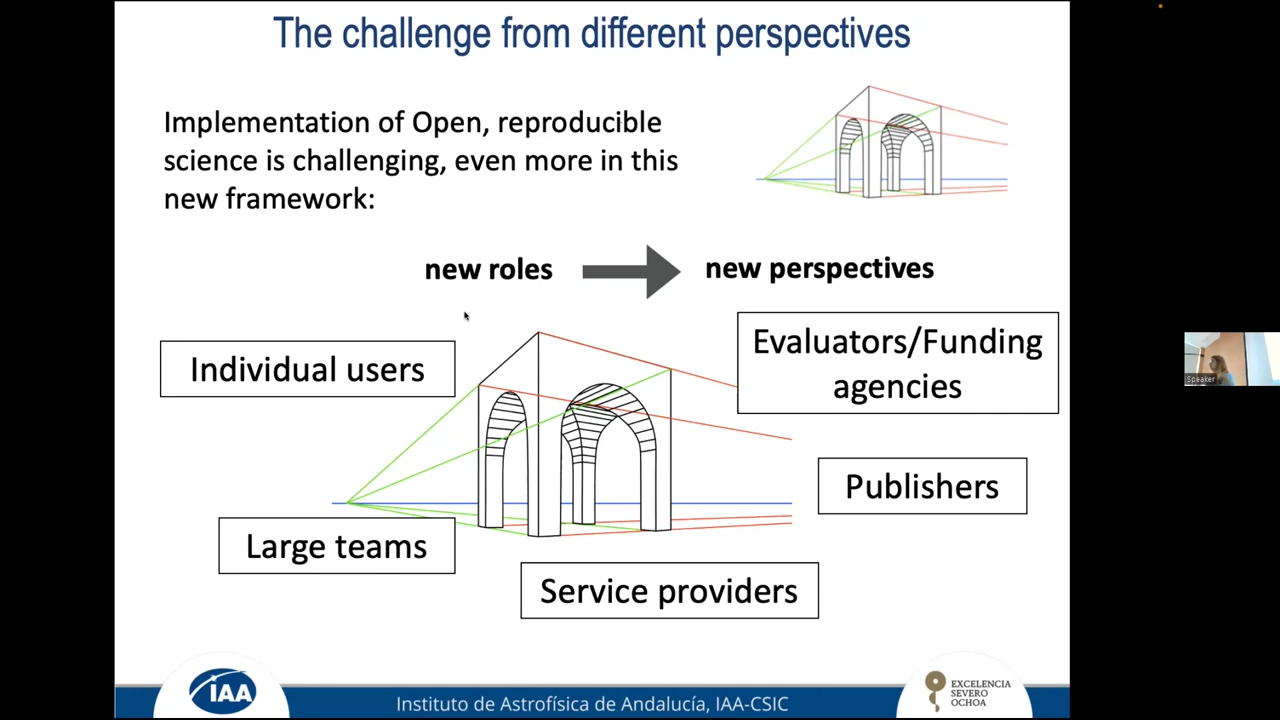 The challenge from different perspectives
Implementation of Open, reproducible
science is challenging, even more in this
new framework:
new roles
new perspectives
Individual users
Evaluators/Funding
agencies
Publishers
Large teams
Service providers
Speaker
IAA
Instituto de Astrofísica de Andalucía, IAA-CSIC
EXCELENCIA
SEVERO
OCHOA